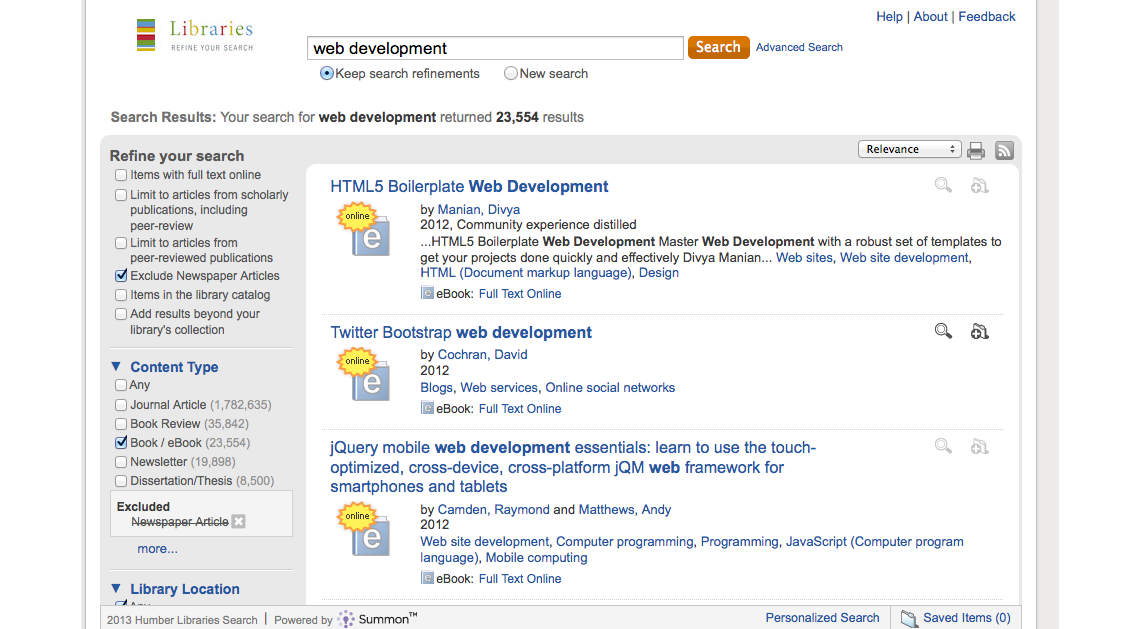 Help | About | Feedback
Libraries
REFINE YOUR SEARCH
web development
Search
Advanced Search
Keep search refinements
New search
Search Results: Your search for web development returned 23,554 results
Refine your search
Items with full text online
Limit to articles from scholarly
publications, including
peer-review
Limit to articles from
peer-reviewed publications
Exclude Newspaper Articles
Items in the library catalog
Add results beyond your
library's collection
Content Type
Any
Journal Article (1,782,635)
Book Review (35,842)
Book / eBook (23,554)
Newsletter (19,898)
Dissertation/Thesis (8,500)
Excluded
Newspaper Article
more...
Library Location
Any
Relevance
HTML5 Boilerplate Web Development
online
e
by Manian, Divya
2012, Community experience distilled
...HTML5 Boilerplate Web Development Master Web Development with a robust set of templates to
get your projects done quickly and effectively Divya Manian... Web sites, Web site development,
HTML (Document markup language), Design
eBook: Full Text Online
Twitter Bootstrap web development
online
e
by Cochran, David
2012
Blogs, Web services, Online social networks
eBook: Full Text Online
jQuery mobile web development essentials: learn to use the touch-
optimized, cross-device, cross-platform jQM web framework for
smartphones and tablets
online
e
by Camden, Raymond and Matthews, Andy
2012
Web site development, Computer programming, Programming, JavaScript (Computer program
language), Mobile computing
eBook: Full Text Online
2013 Humber Libraries Search | Powered by Summon™
Personalized Search
Saved Items (0)